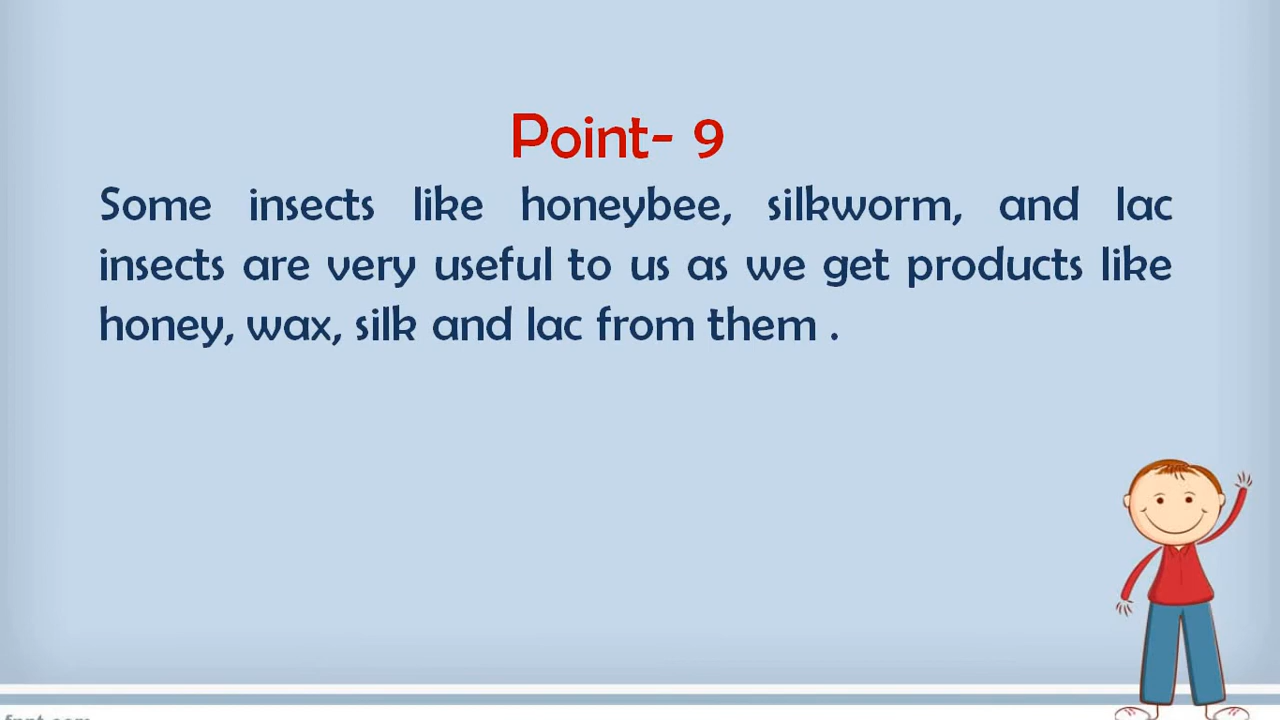 Point- 9
Some insects like honeybee, silkworm, and lac
insects are very useful to us as we get products like
honey, wax, silk and lac from them .